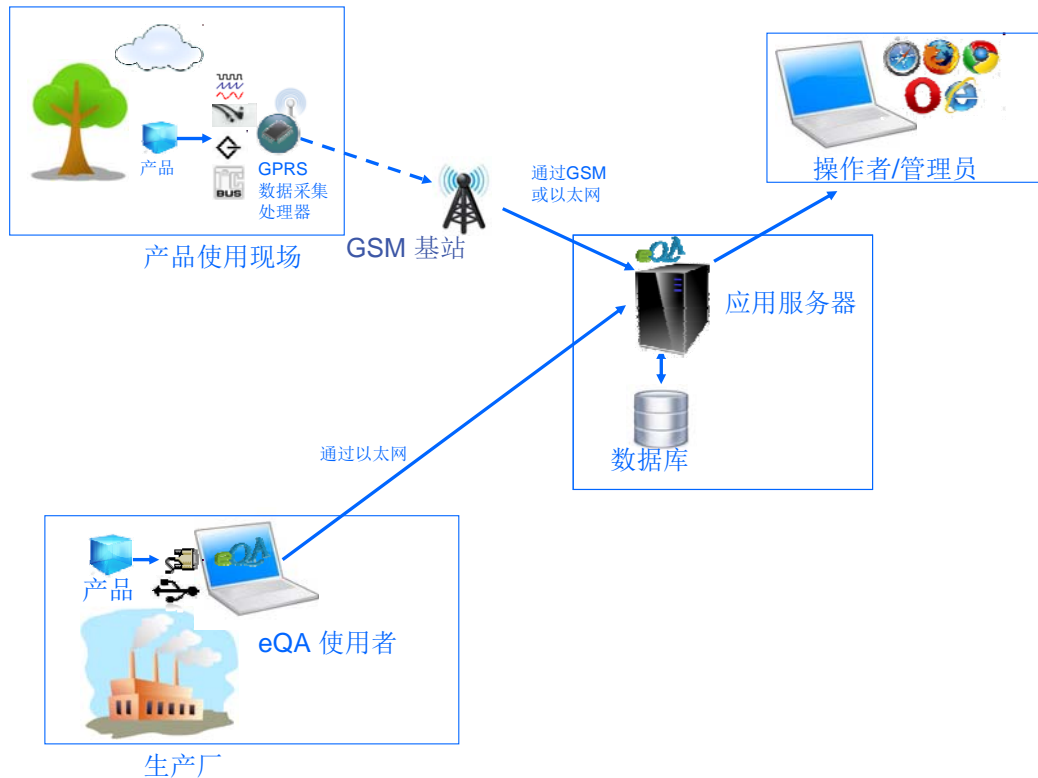 产品
GPRS
数据采集
处理器
产品使用现场
GSM 基站
通过GSM
或以太网
操作者/管理员
QA
应用服务器
数据库
通过以太网
产品
QA
eQA 使用者
生产厂
BUS